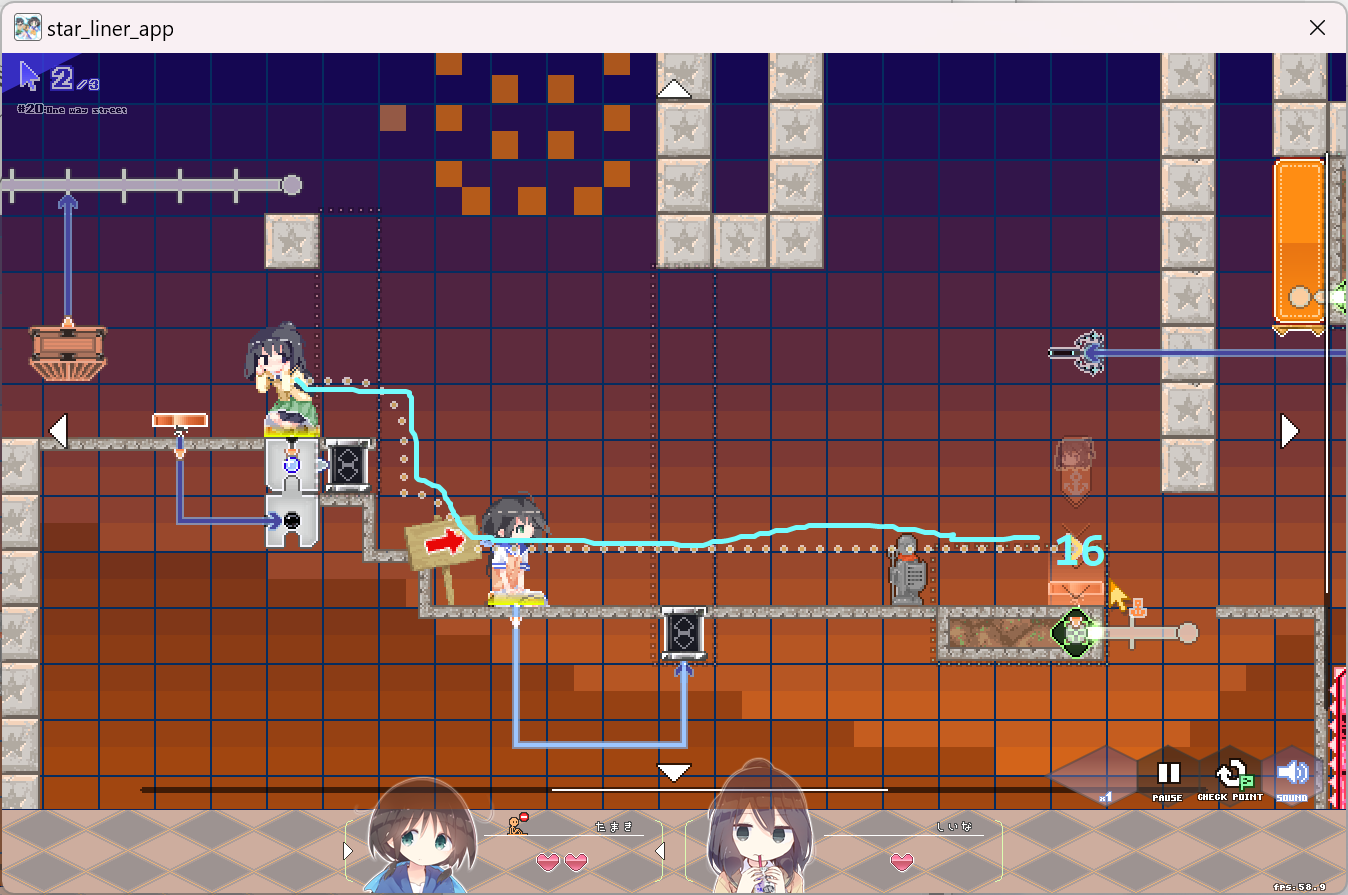 star_liner_app
2/3
#20:One way street
16
x1
PAUSE
CHECK POINT
SOUND
たまき
しいな
fps:58.9